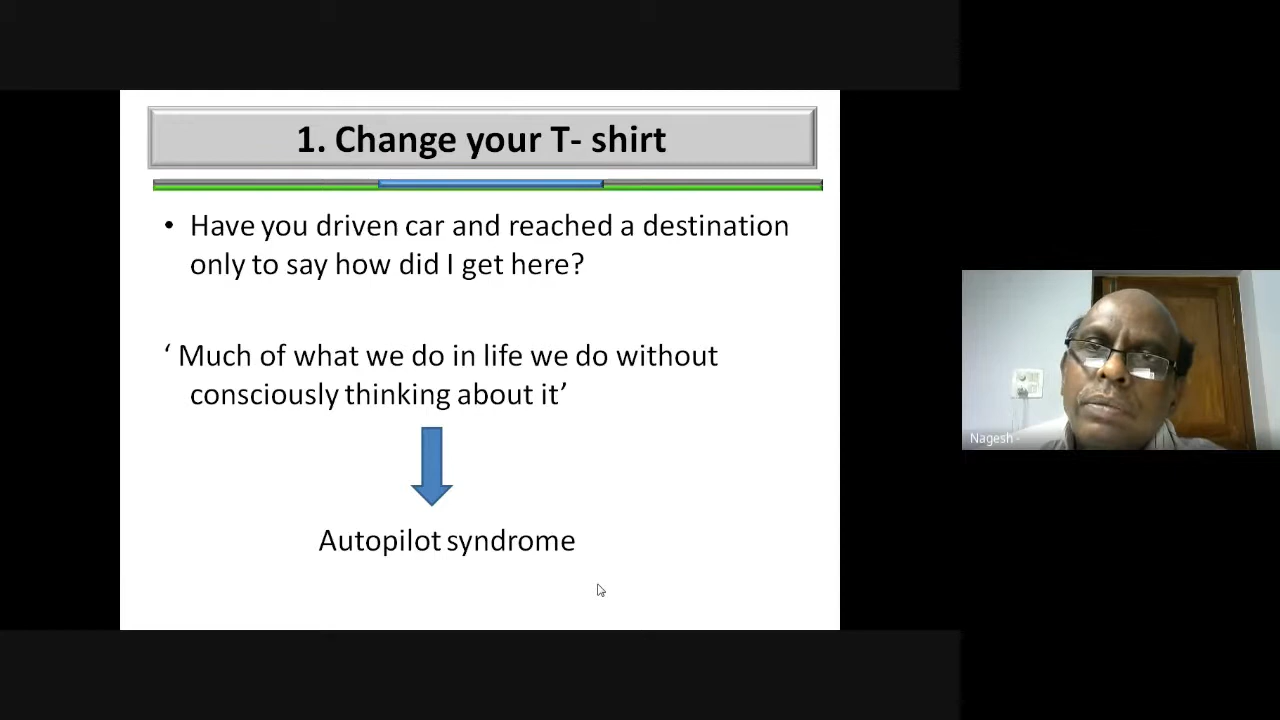 1. Change your T- shirt
• Have you driven car and reached a destination
only to say how did I get here?
‘ Much of what we do in life we do without
consciously thinking about it’
Autopilot syndrome
Nagesh -